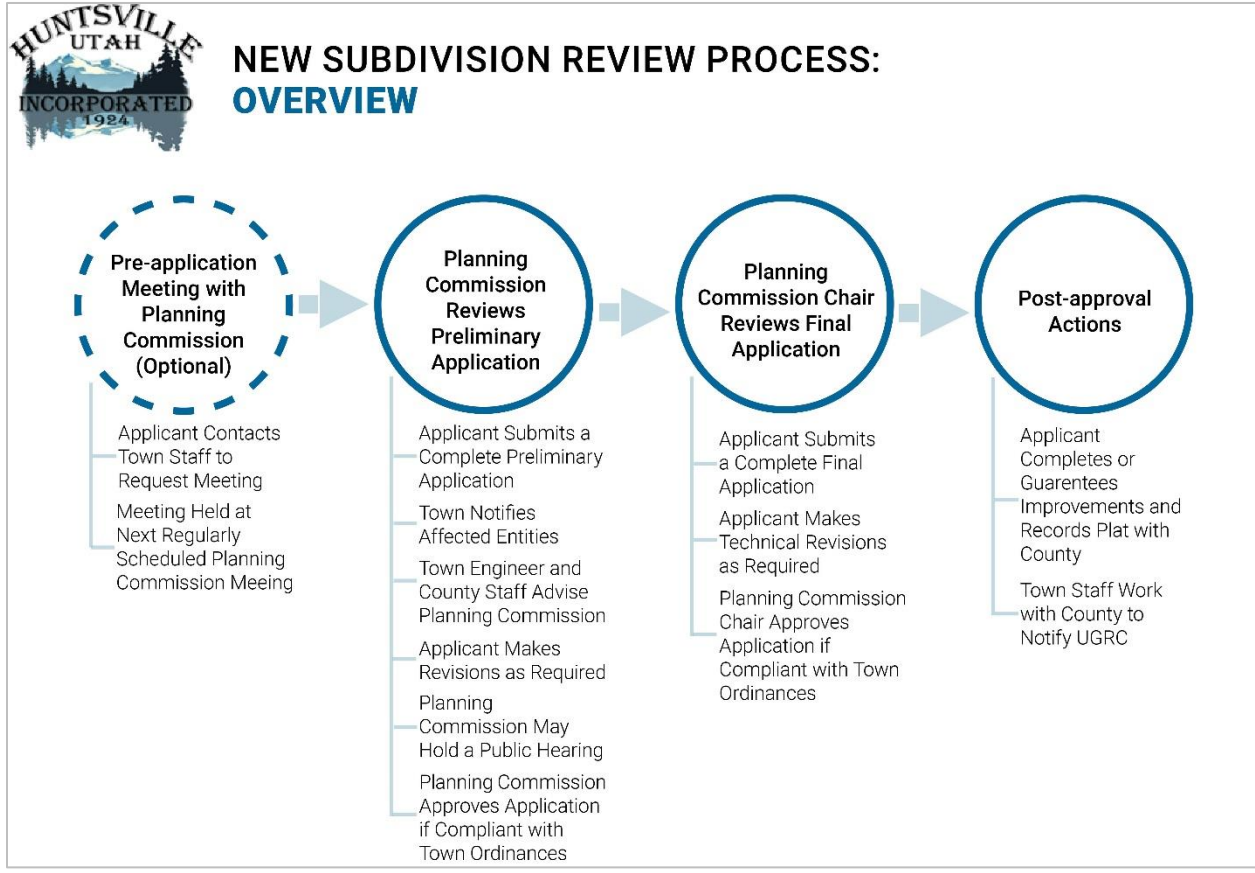 HUNTSVILLE
UTAH
INCORPORATED
1924
NEW SUBDIVISION REVIEW PROCESS:
OVERVIEW
Pre-application
Meeting with
Planning
Commission
(Optional)
Applicant Contacts
Town Staff to
Request Meeting
Meeting Held at
Next Regularly
Scheduled Planning
Commission Meeing
Planning
Commission
Reviews
Preliminary
Application
Applicant Submits a
Complete Preliminary
Application
Town Notifies
Affected Entities
Town Engineer and
County Staff Advise
Planning Commission
Applicant Makes
Revisions as Required
Planning
Commission May
Hold a Public Hearing
Planning Commission
Approves Application
if Compliant with
Town Ordinances
Planning
Commission Chair
Reviews Final
Application
Applicant Submits
a Complete Final
Application
Applicant Makes
Technical Revisions
as Required
Planning Commission
Chair Approves
Application if
Compliant with Town
Ordinances
Post-approval
Actions
Applicant
Completes or
Guarentees
Improvements and
Records Plat with
County
Town Staff Work
with County to
Notify UGRC